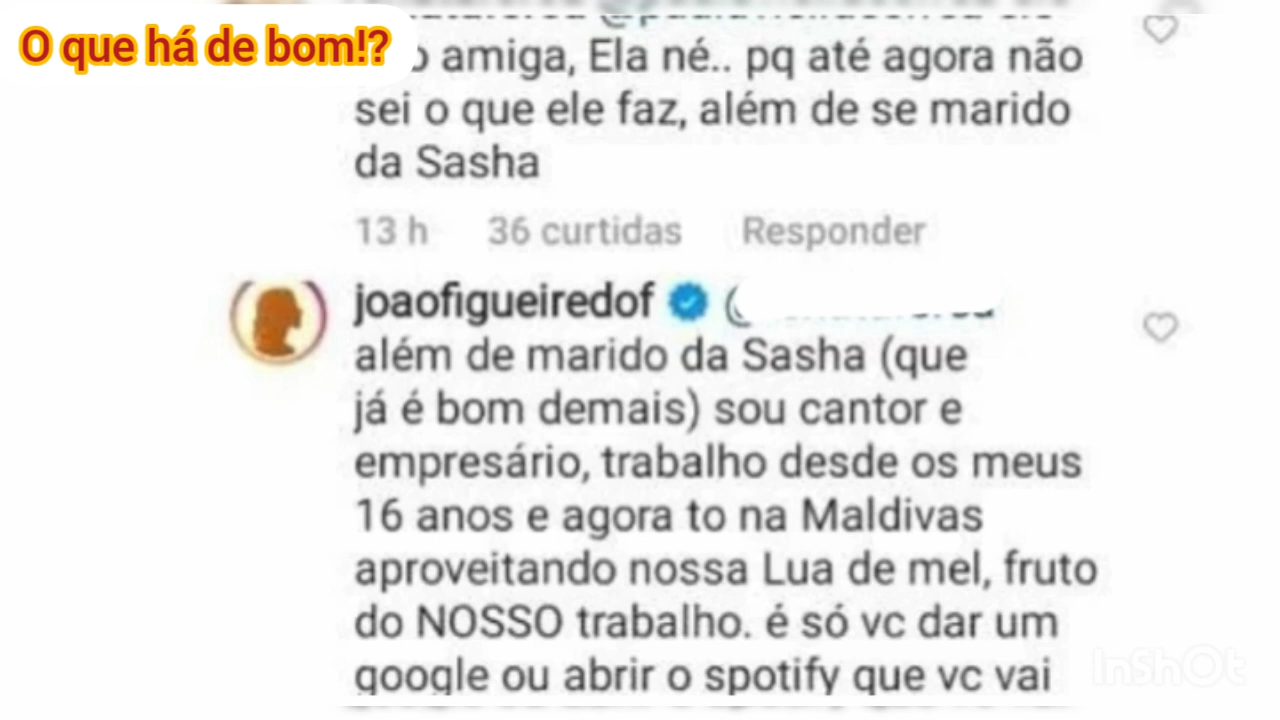 O que há de bom!?
amiga, Ela né.. pq até agora não
sei o que ele faz, além de se marido
da Sasha
13 h 36 curtidas Responder
joaofigueiredof
além de marido da Sasha (que
já é bom demais) sou cantor e
empresário, trabalho desde os meus
16 anos e agora to na Maldivas
aproveitando nossa Lua de mel, fruto
do NOSSO trabalho. é só vc dar um
google ou abrir o spotify que vc vai
InShOt